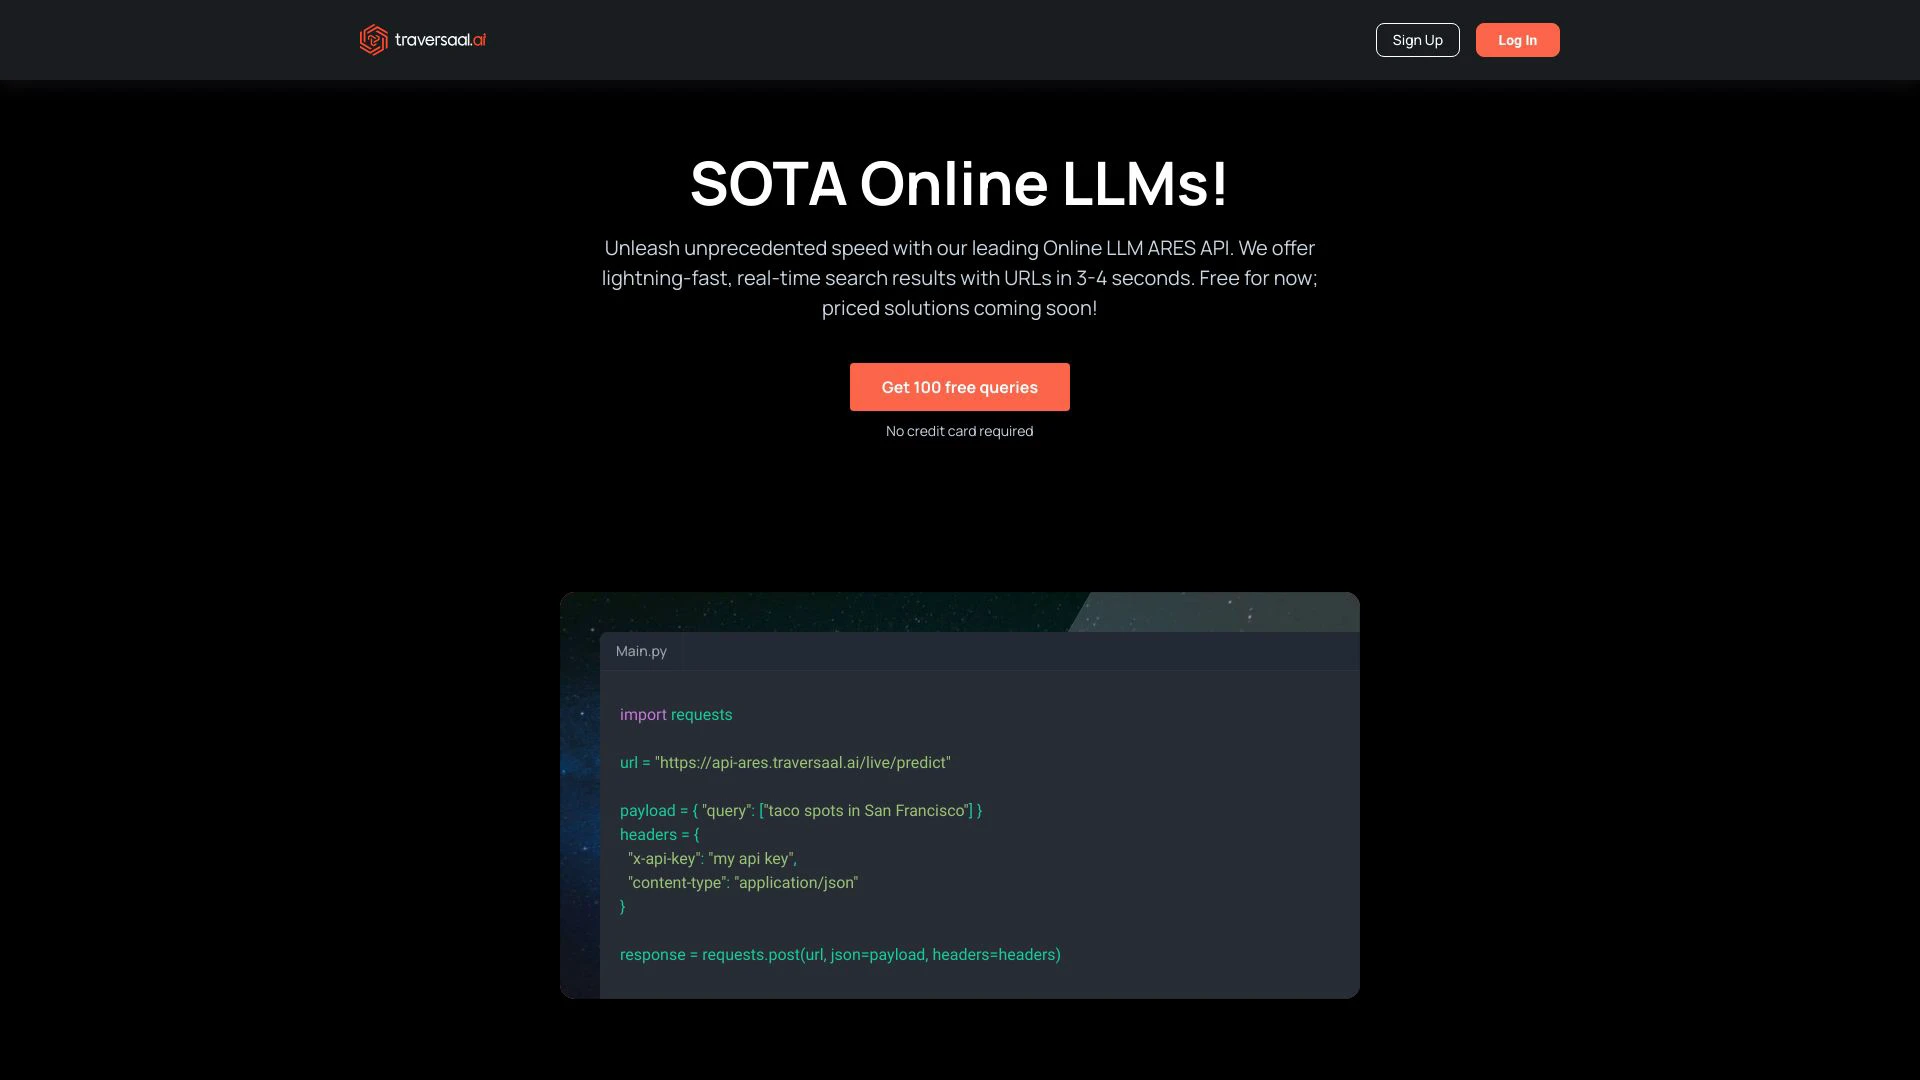 traversaal.ai
Sign Up
Log In
SOTA Online LLMs!
Unleash unprecedented speed with our leading Online LLM ARES API. We offer
lightning-fast, real-time search results with URLs in 3-4 seconds. Free for now;
priced solutions coming soon!
Get 100 free queries
No credit card required
Main.py
import requests
url = "https://api-ares.traversaal.ai/live/predict"
payload = { "query": ["taco spots in San Francisco"] }
headers = {
"x-api-key": "my api key",
"content-type": "application/json"
}
response = requests.post(url, json=payload, headers=headers)